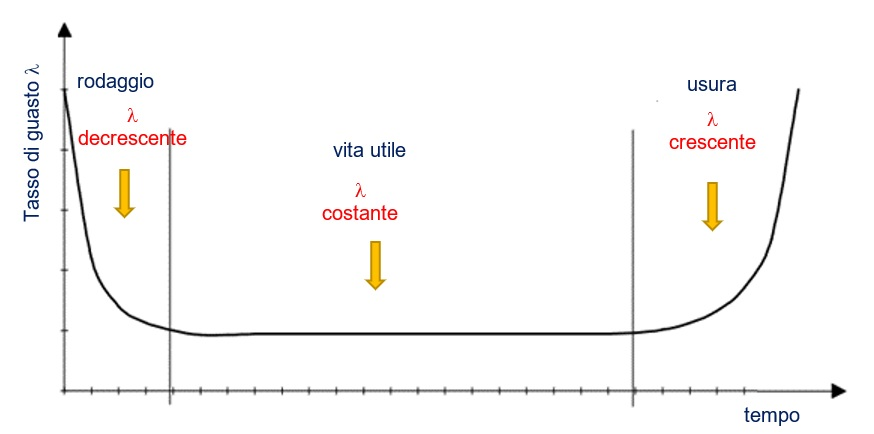 Tasso di guasto λ
rodaggio
λ
decrescente
vita utile
λ
costante
usura
λ
crescente
tempo